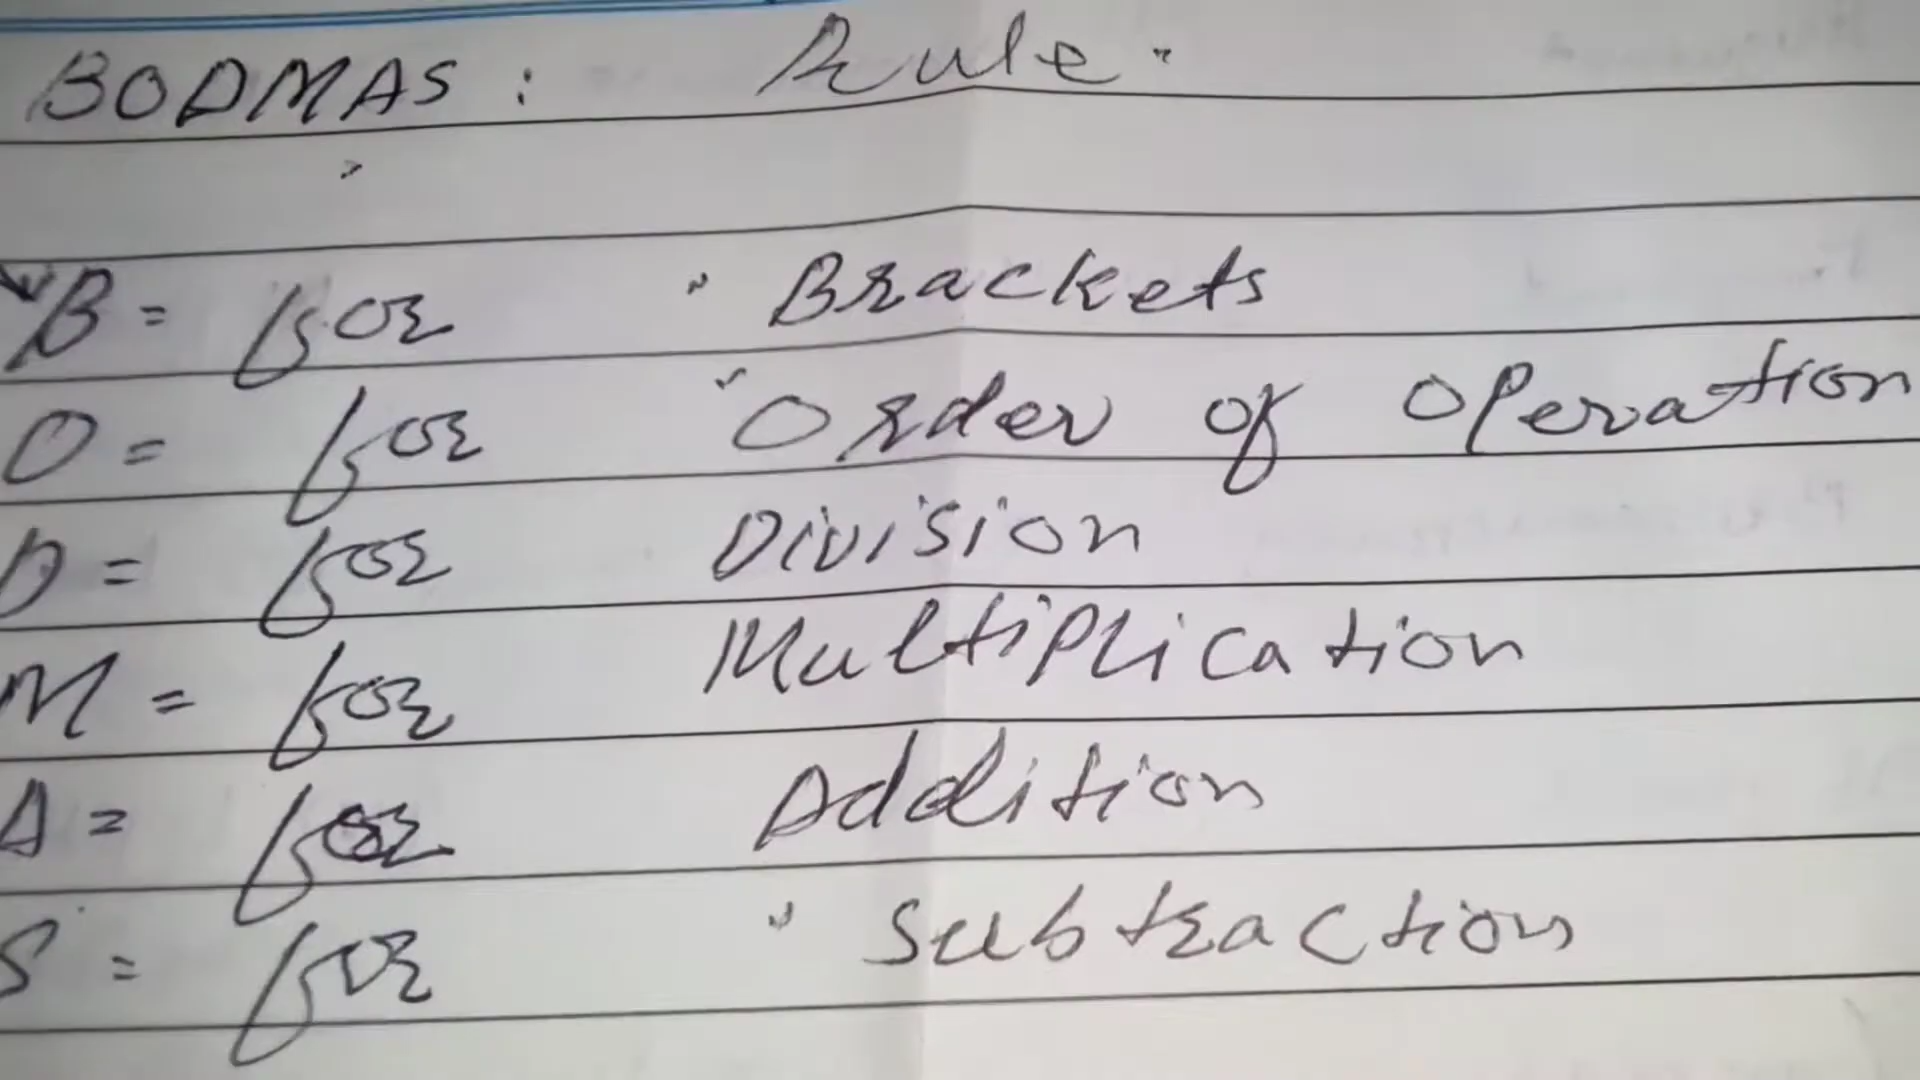 BODMAS : Rule.
B = for " Brackets
O = for " Order of operation
D = for Division
M = for Multiplication
A = for Addition
S = for " Subtraction